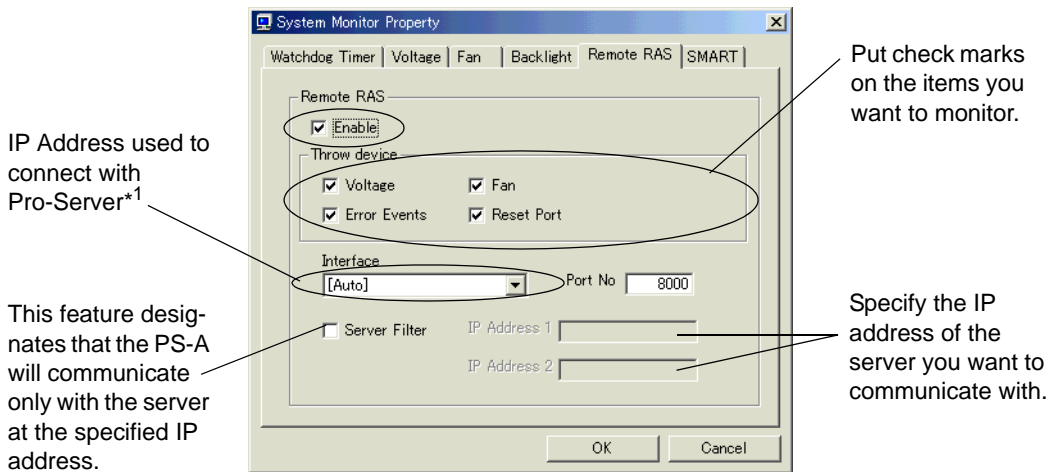 System Monitor Property
Watchdog Timer Voltage Fan Backlight Remote RAS SMART
Remote RAS
Enable
Throw device
Voltage Fan
Error Events Reset Port
Interface
[Auto] Port No 8000
Server Filter IP Address 1
IP Address 2
OK Cancel
IP Address used to
connect with
Pro-Server*1
This feature desig-
nates that the PS-A
will communicate
only with the server
at the specified IP
address.
Put check marks
on the items you
want to monitor.
Specify the IP
address of the
server you want to
communicate with.